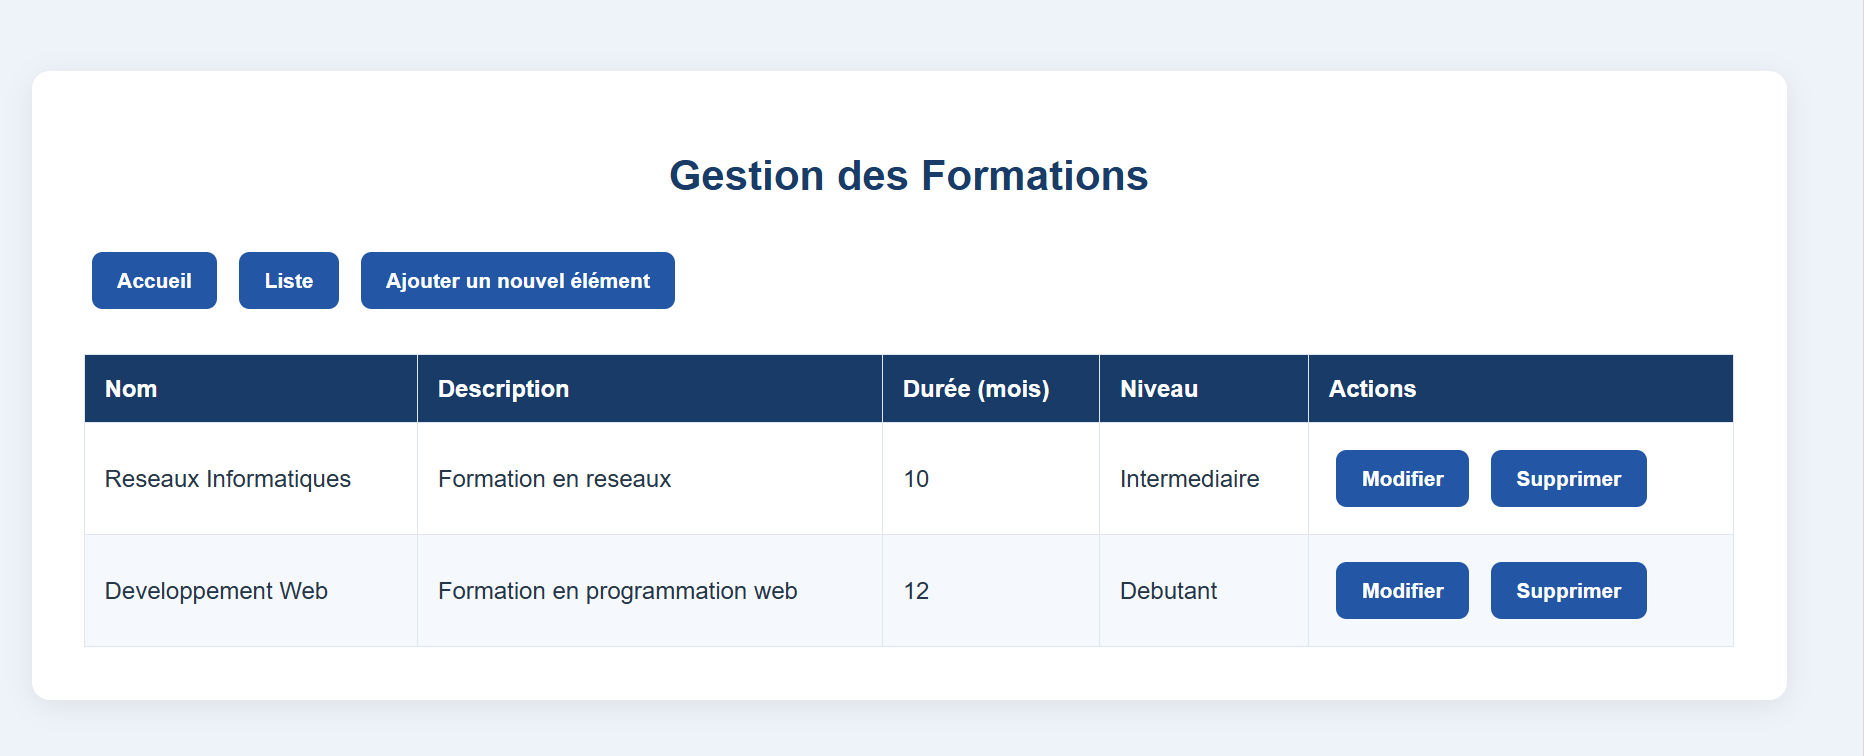 Gestion des Formations
Accueil Liste Ajouter un nouvel élément
Nom Description Durée (mois) Niveau Actions
Reseaux Informatiques Formation en reseaux 10 Intermediaire Modifier Supprimer
Developpement Web Formation en programmation web 12 Debutant Modifier Supprimer